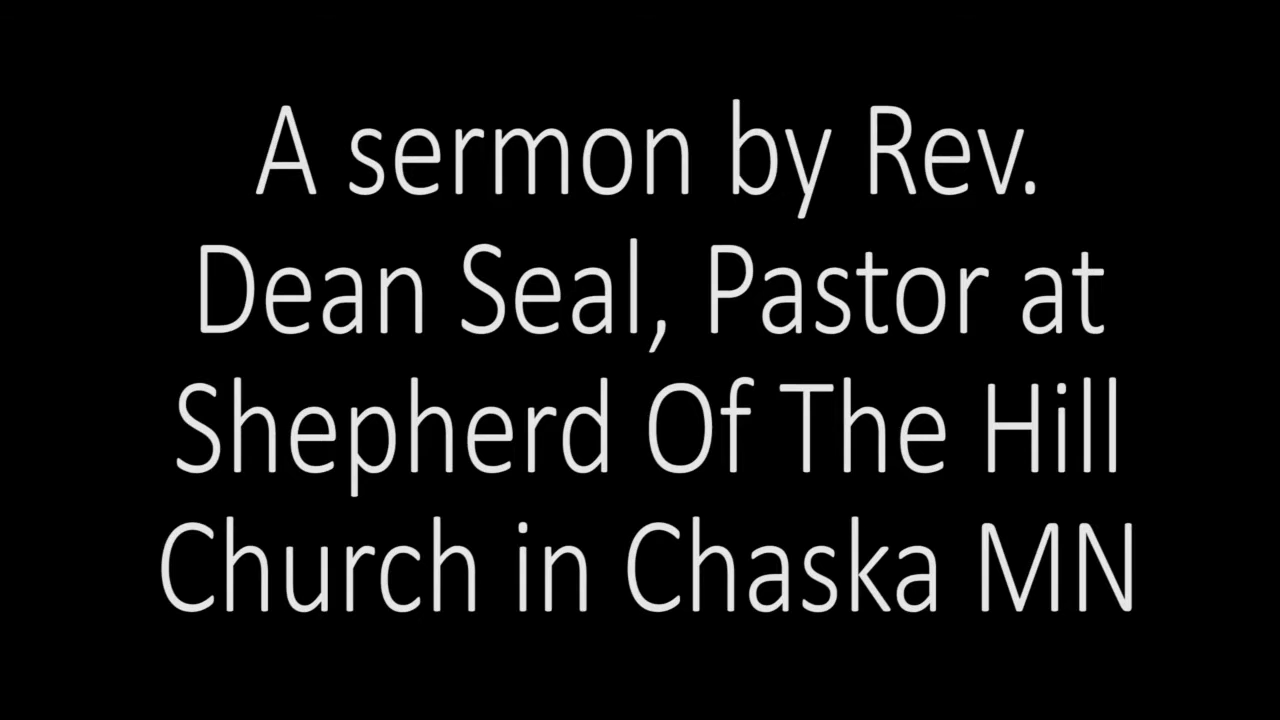 A sermon by Rev.
Dean Seal, Pastor at
Shepherd Of The Hill
Church in Chaska MN